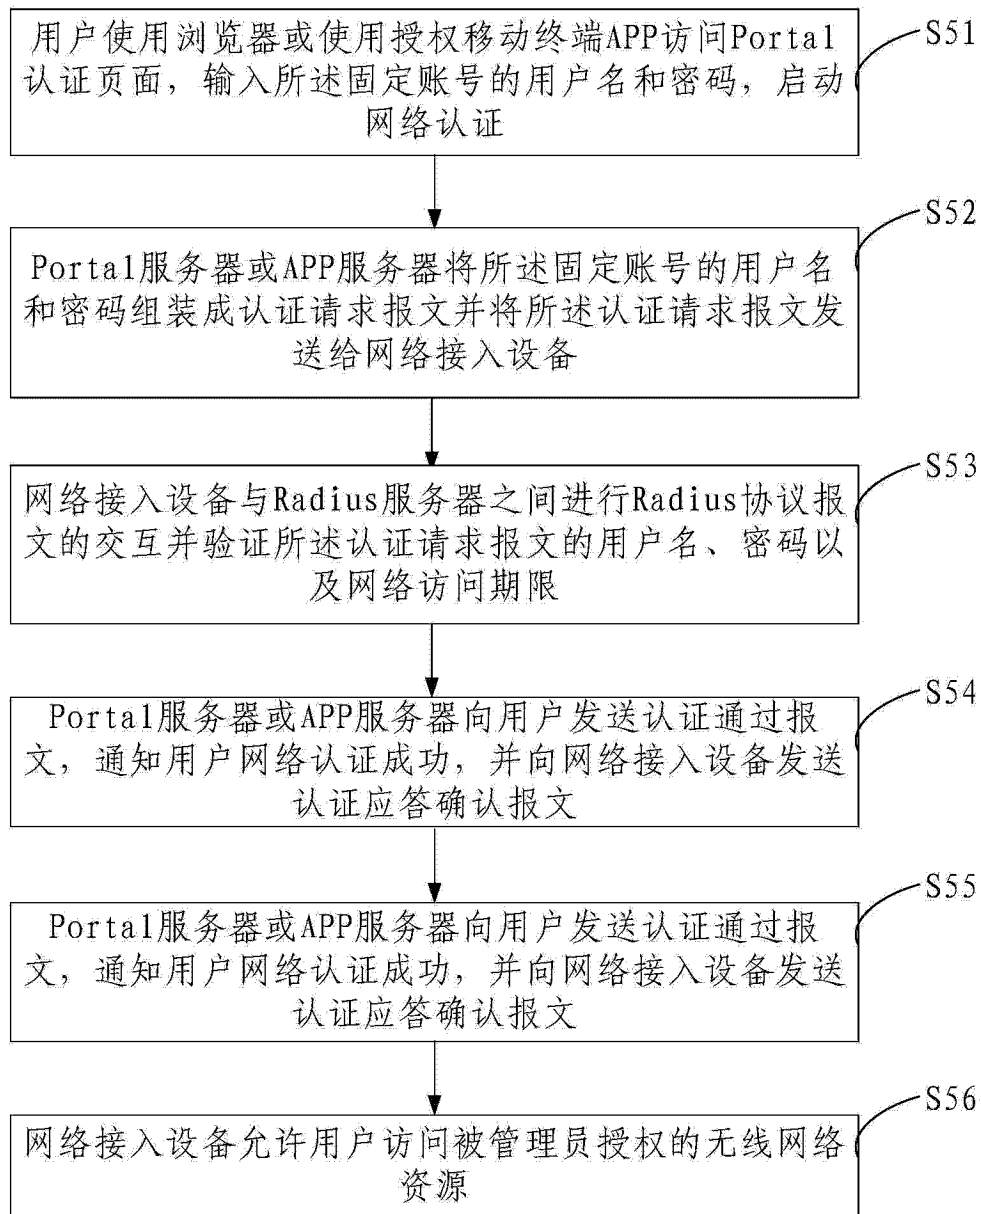 用户使用浏览器或使用授权移动终端APP访问Portal
认证页面，输入所述固定账号的用户名和密码，启动
网络认证
S51
Portal服务器或APP服务器将所述固定账号的用户名
和密码组装成认证请求报文并将所述认证请求报文发
送给网络接入设备
S52
网络接入设备与Radius服务器之间进行Radius协议报
文的交互并验证所述认证请求报文的用户名、密码以
及网络访问期限
S53
Portal服务器或APP服务器向用户发送认证通过报
文，通知用户网络认证成功，并向网络接入设备发送
认证应答确认报文
S54
Portal服务器或APP服务器向用户发送认证通过报
文，通知用户网络认证成功，并向网络接入设备发送
认证应答确认报文
S55
网络接入设备允许用户访问被管理员授权的无线网络
资源
S56